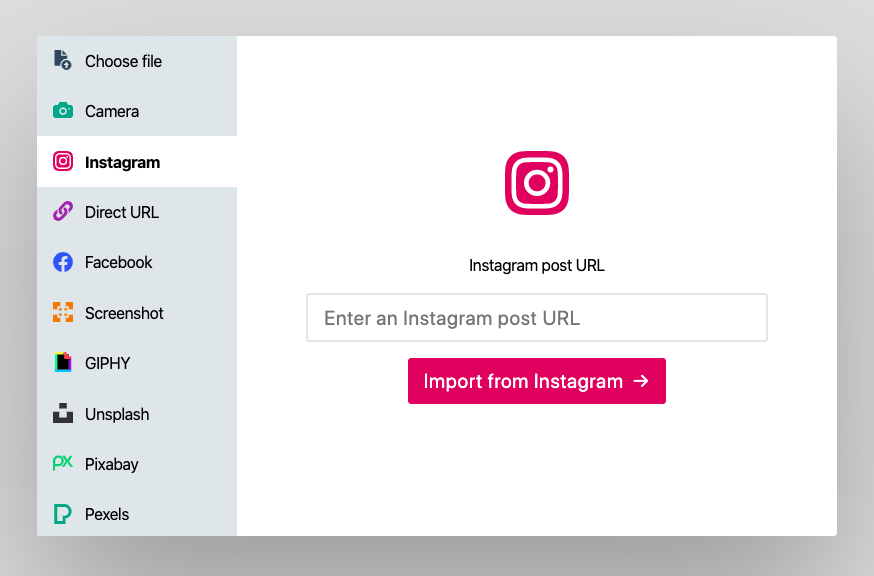 Choose file
Camera
Instagram
Direct URL
Facebook
Screenshot
GIPHY
Unsplash
Pixabay
Pexels
Instagram post URL
Enter an Instagram post URL
Import from Instagram →